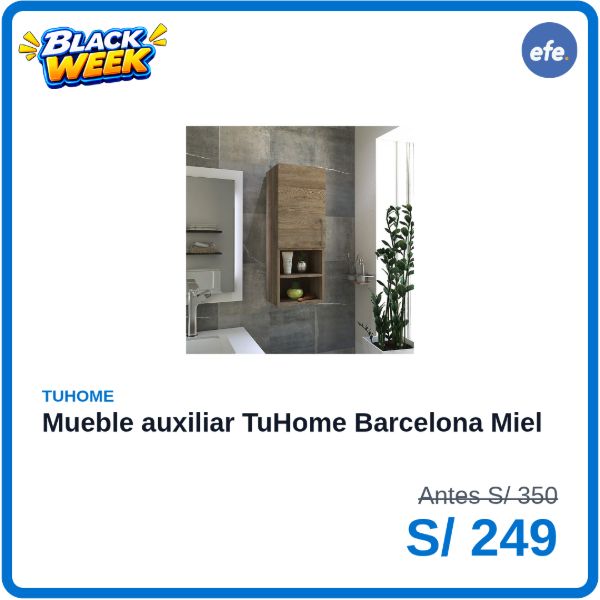 BLACK
WEEK
efe.
TUHOME
Mueble auxiliar TuHome Barcelona Miel
Antes S/ 350
S/ 249